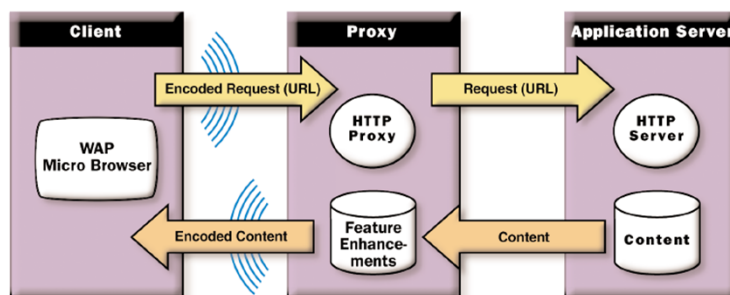 Client
Proxy
Application Server
Encoded Request (URL)
Request (URL)
WAP
Micro Browser
HTTP
Proxy
HTTP
Server
Encoded Content
Feature
Enhance-
ments
Content
Content